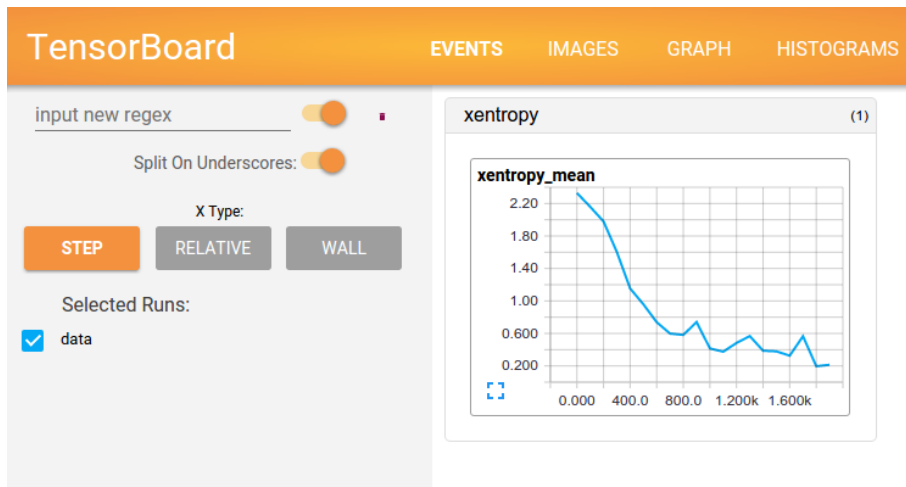 TensorBoard
EVENTS IMAGES GRAPH HISTOGRAMS
input new regex
Split On Underscores:
X Type:
STEP RELATIVE WALL
Selected Runs:
data
xentropy (1)
xentropy_mean
2.20
1.80
1.40
1.00
0.600
0.200
0.000 400.0 800.0 1.200k 1.600k